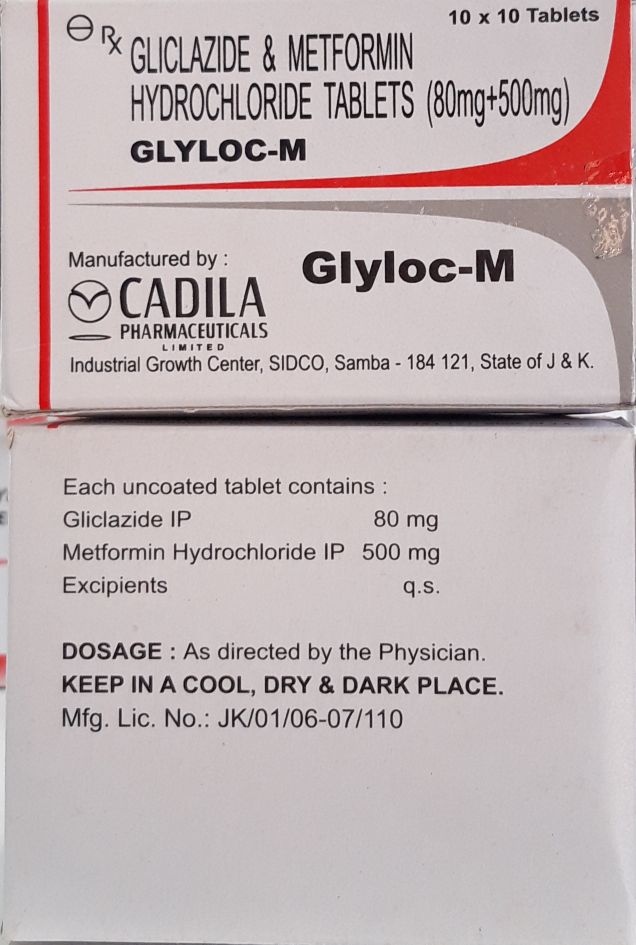 10 x 10 Tablets
Rx GLICLAZIDE & METFORMIN
HYDROCHLORIDE TABLETS (80mg+500mg)
GLYLOC-M
Manufactured by :
Glyloc-M
CADILA
PHARMACEUTICALS
LIMITED
Industrial Growth Center, SIDCO, Samba - 184 121, State of J & K.
Each uncoated tablet contains :
Gliclazide IP 80 mg
Metformin Hydrochloride IP 500 mg
Excipients q.s.
DOSAGE : As directed by the Physician.
KEEP IN A COOL, DRY & DARK PLACE.
Mfg. Lic. No.: JK/01/06-07/110